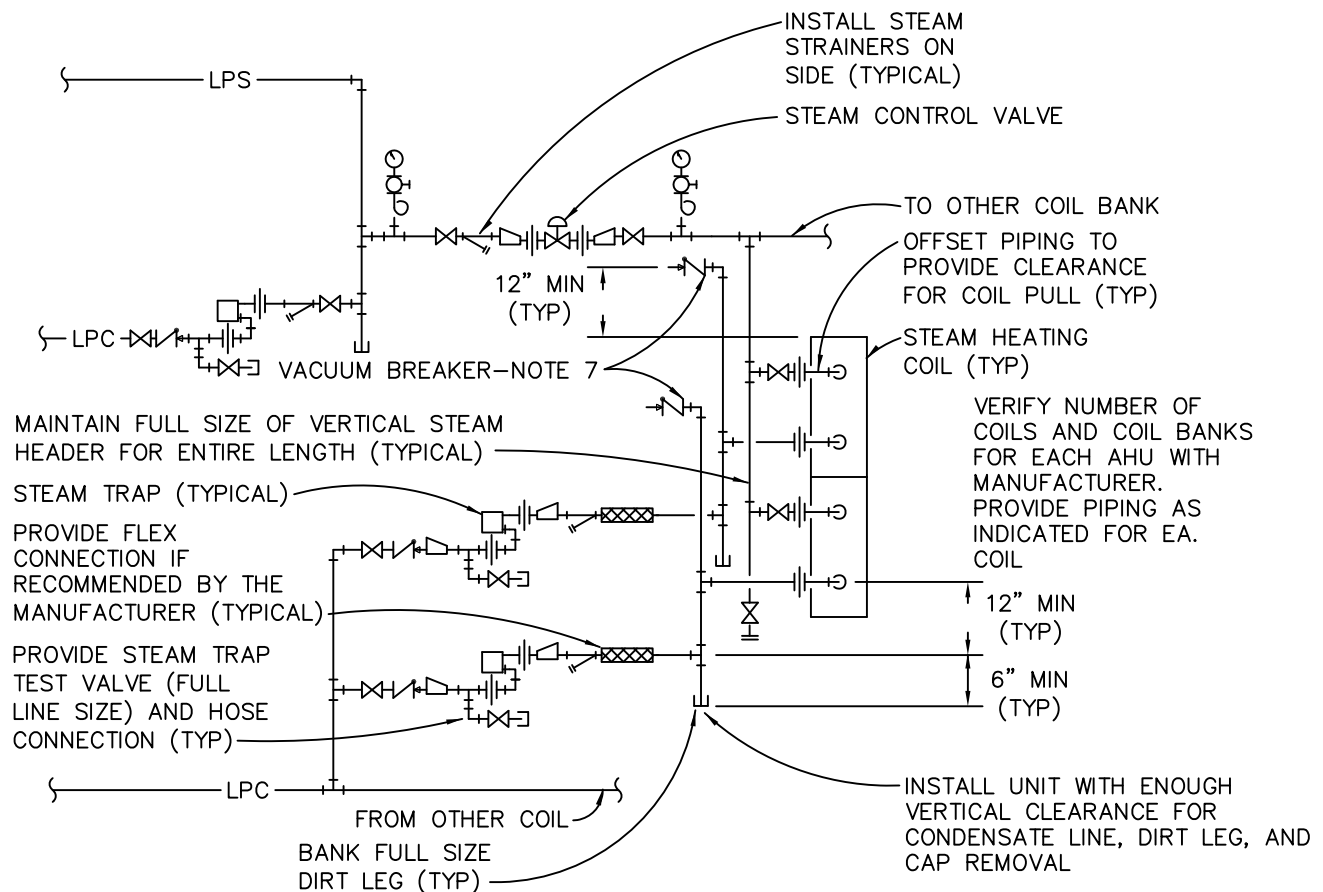 INSTALL STEAM
STRAINERS ON
SIDE (TYPICAL)
LPS
STEAM CONTROL VALVE
TO OTHER COIL BANK
OFFSET PIPING TO
PROVIDE CLEARANCE
FOR COIL PULL (TYP)
12" MIN
(TYP)
LPC
STEAM HEATING
COIL (TYP)
VACUUM BREAKER–NOTE 7
MAINTAIN FULL SIZE OF VERTICAL STEAM
HEADER FOR ENTIRE LENGTH (TYPICAL)
VERIFY NUMBER OF
COILS AND COIL BANKS
FOR EACH AHU WITH
MANUFACTURER.
PROVIDE PIPING AS
INDICATED FOR EA.
COIL
STEAM TRAP (TYPICAL)
PROVIDE FLEX
CONNECTION IF
RECOMMENDED BY THE
MANUFACTURER (TYPICAL)
12" MIN
(TYP)
PROVIDE STEAM TRAP
TEST VALVE (FULL
LINE SIZE) AND HOSE
CONNECTION (TYP)
6" MIN
(TYP)
LPC
FROM OTHER COIL
BANK FULL SIZE
DIRT LEG (TYP)
INSTALL UNIT WITH ENOUGH
VERTICAL CLEARANCE FOR
CONDENSATE LINE, DIRT LEG, AND
CAP REMOVAL